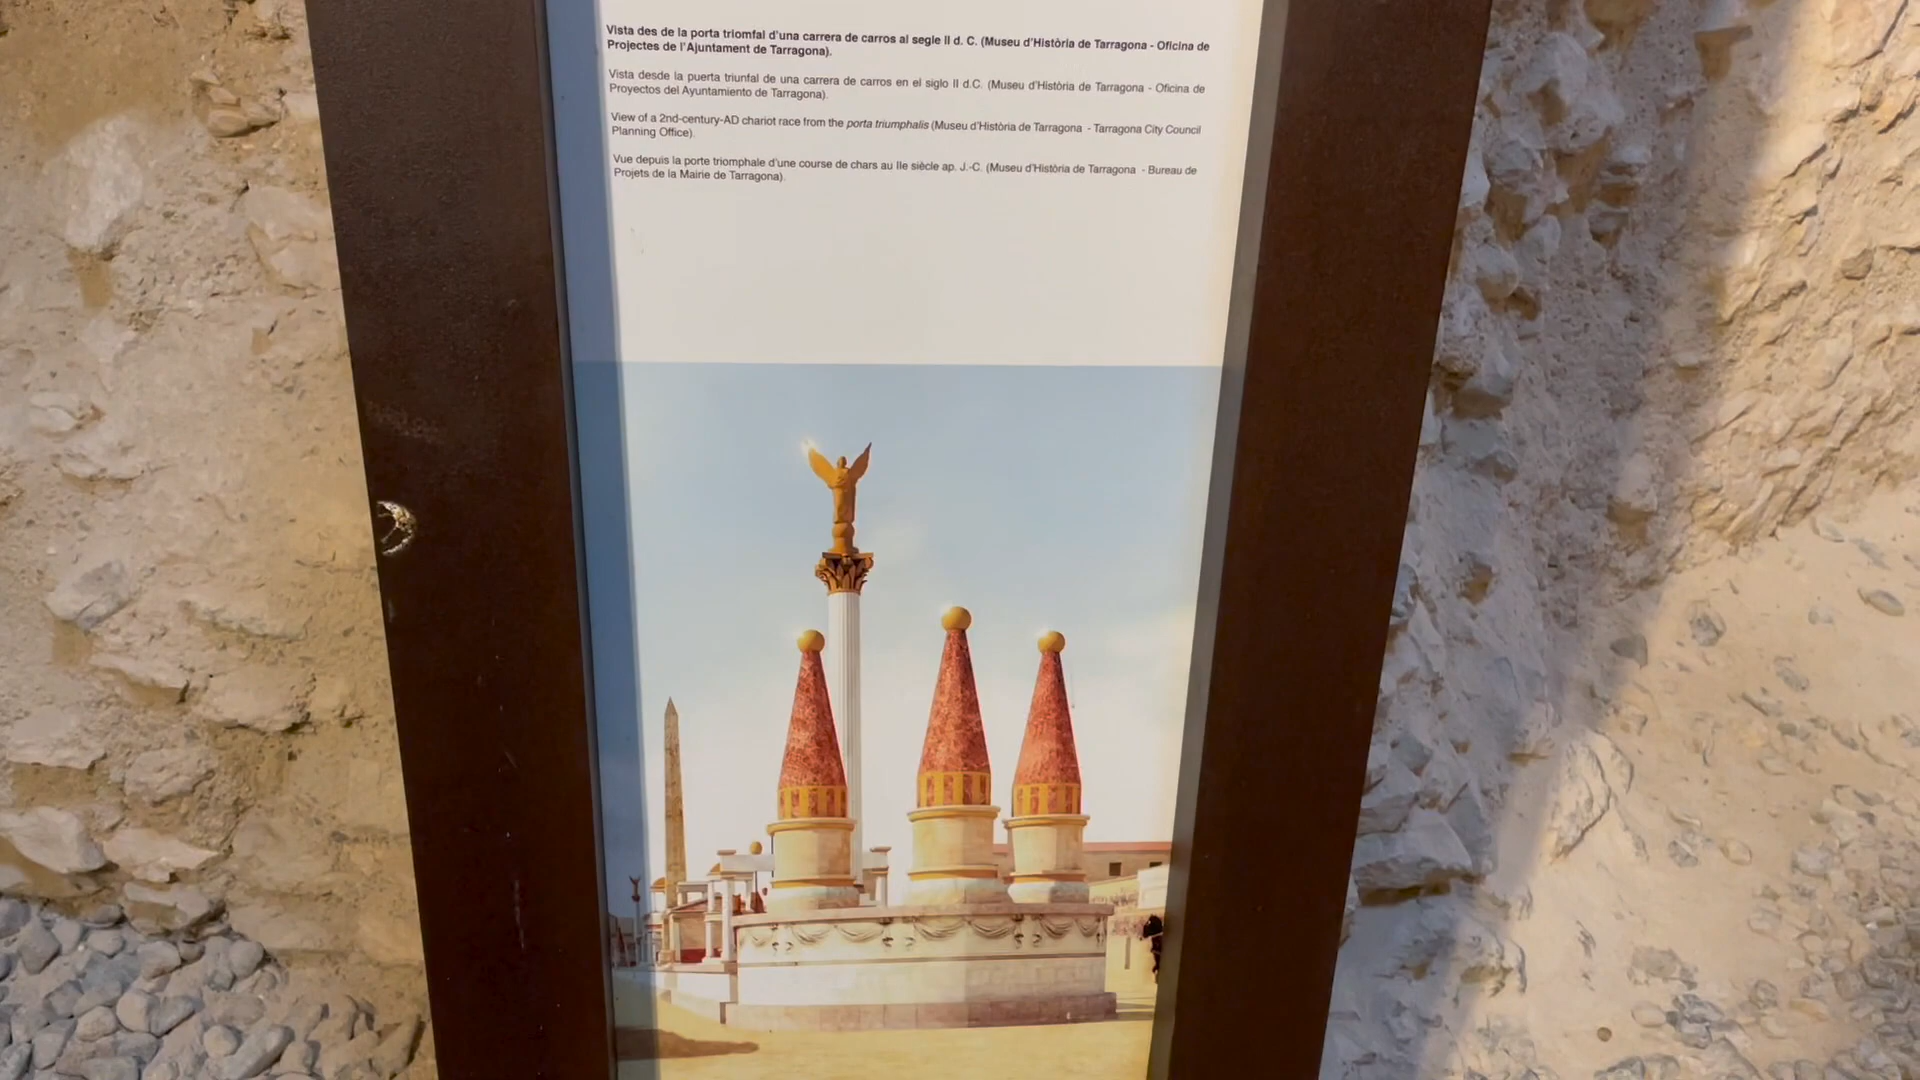 Vista des de la porta triomfal d'una carrera de carros al segle II d. C. (Museu d'Història de Tarragona - Oficina de
Projectes de l'Ajuntament de Tarragona).
Vista desde la puerta triunfal de una carrera de carros en el siglo II d.C. (Museu d'Història de Tarragona - Oficina de
Proyectos del Ayuntamiento de Tarragona).
View of a 2nd-century-AD chariot race from the porta triumphalis (Museu d'Història de Tarragona - Tarragona City Council
Planning Office).
Vue depuis la porte triomphale d'une course de chars au IIe siècle ap. J.-C. (Museu d'Història de Tarragona - Bureau de
Projets de la Mairie de Tarragona).